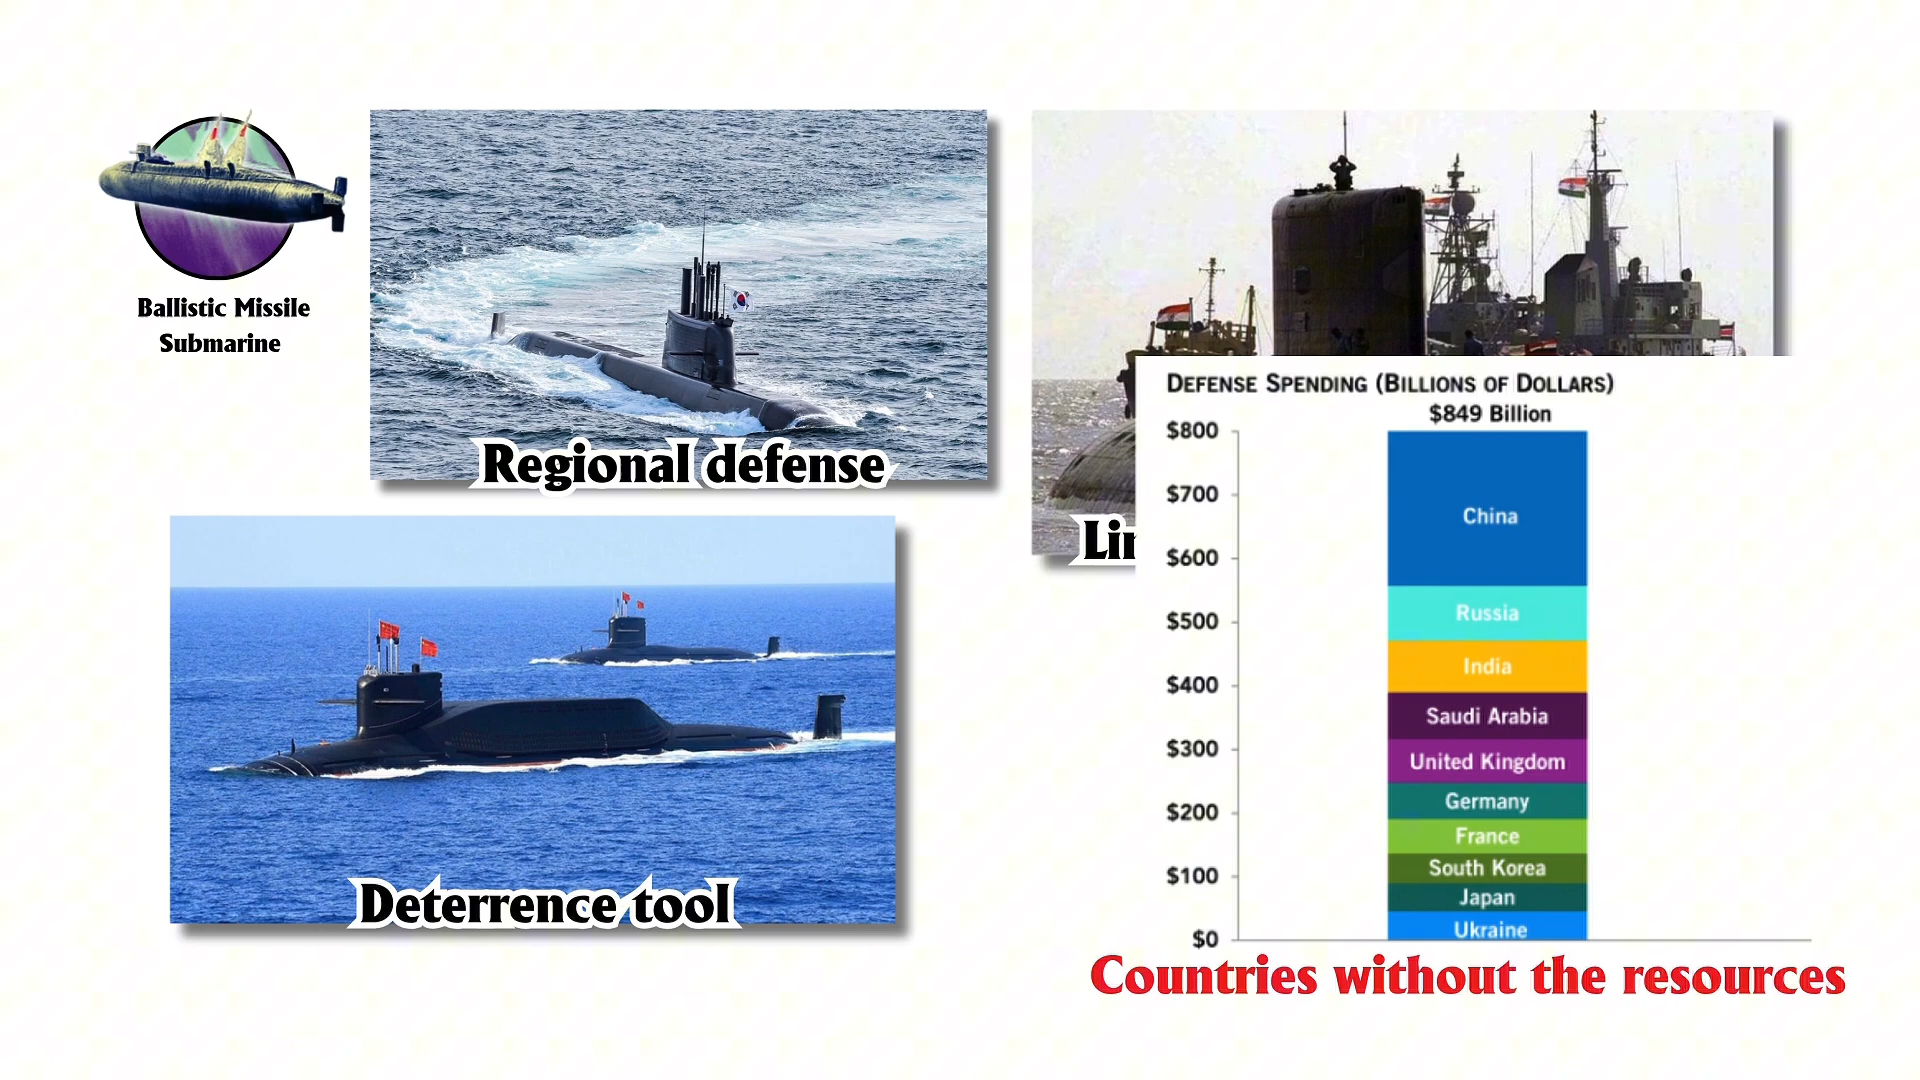 Ballistic Missile
Submarine
Regional defense
Deterrence tool
DEFENSE SPENDING (BILLIONS OF DOLLARS)
$849 Billion
$800
$700
$600
$500
$400
$300
$200
$100
$0
China
Russia
India
Saudi Arabia
United Kingdom
Germany
France
South Korea
Japan
Ukraine
Countries without the resources